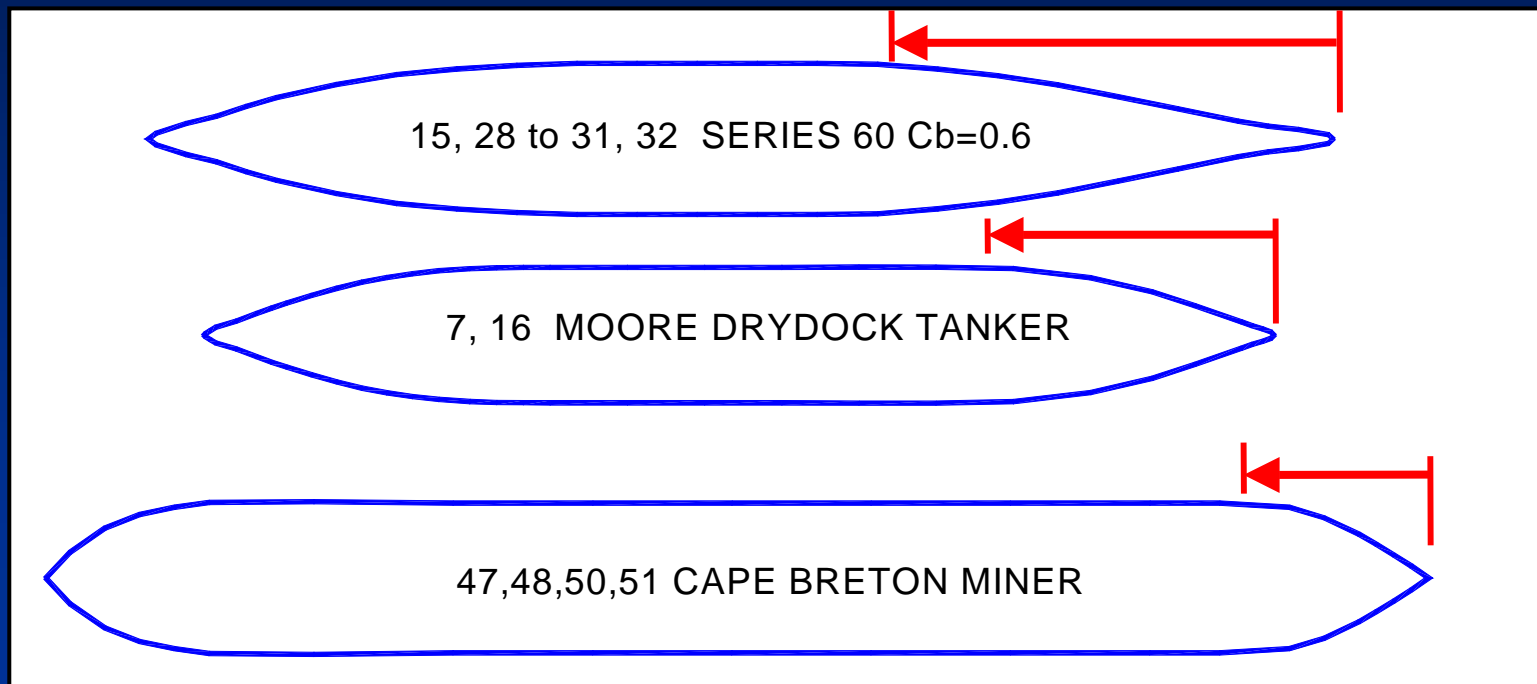 15, 28 to 31, 32  SERIES 60 Cb=0.6
7, 16  MOORE DRYDOCK TANKER
47,48,50,51 CAPE BRETON MINER